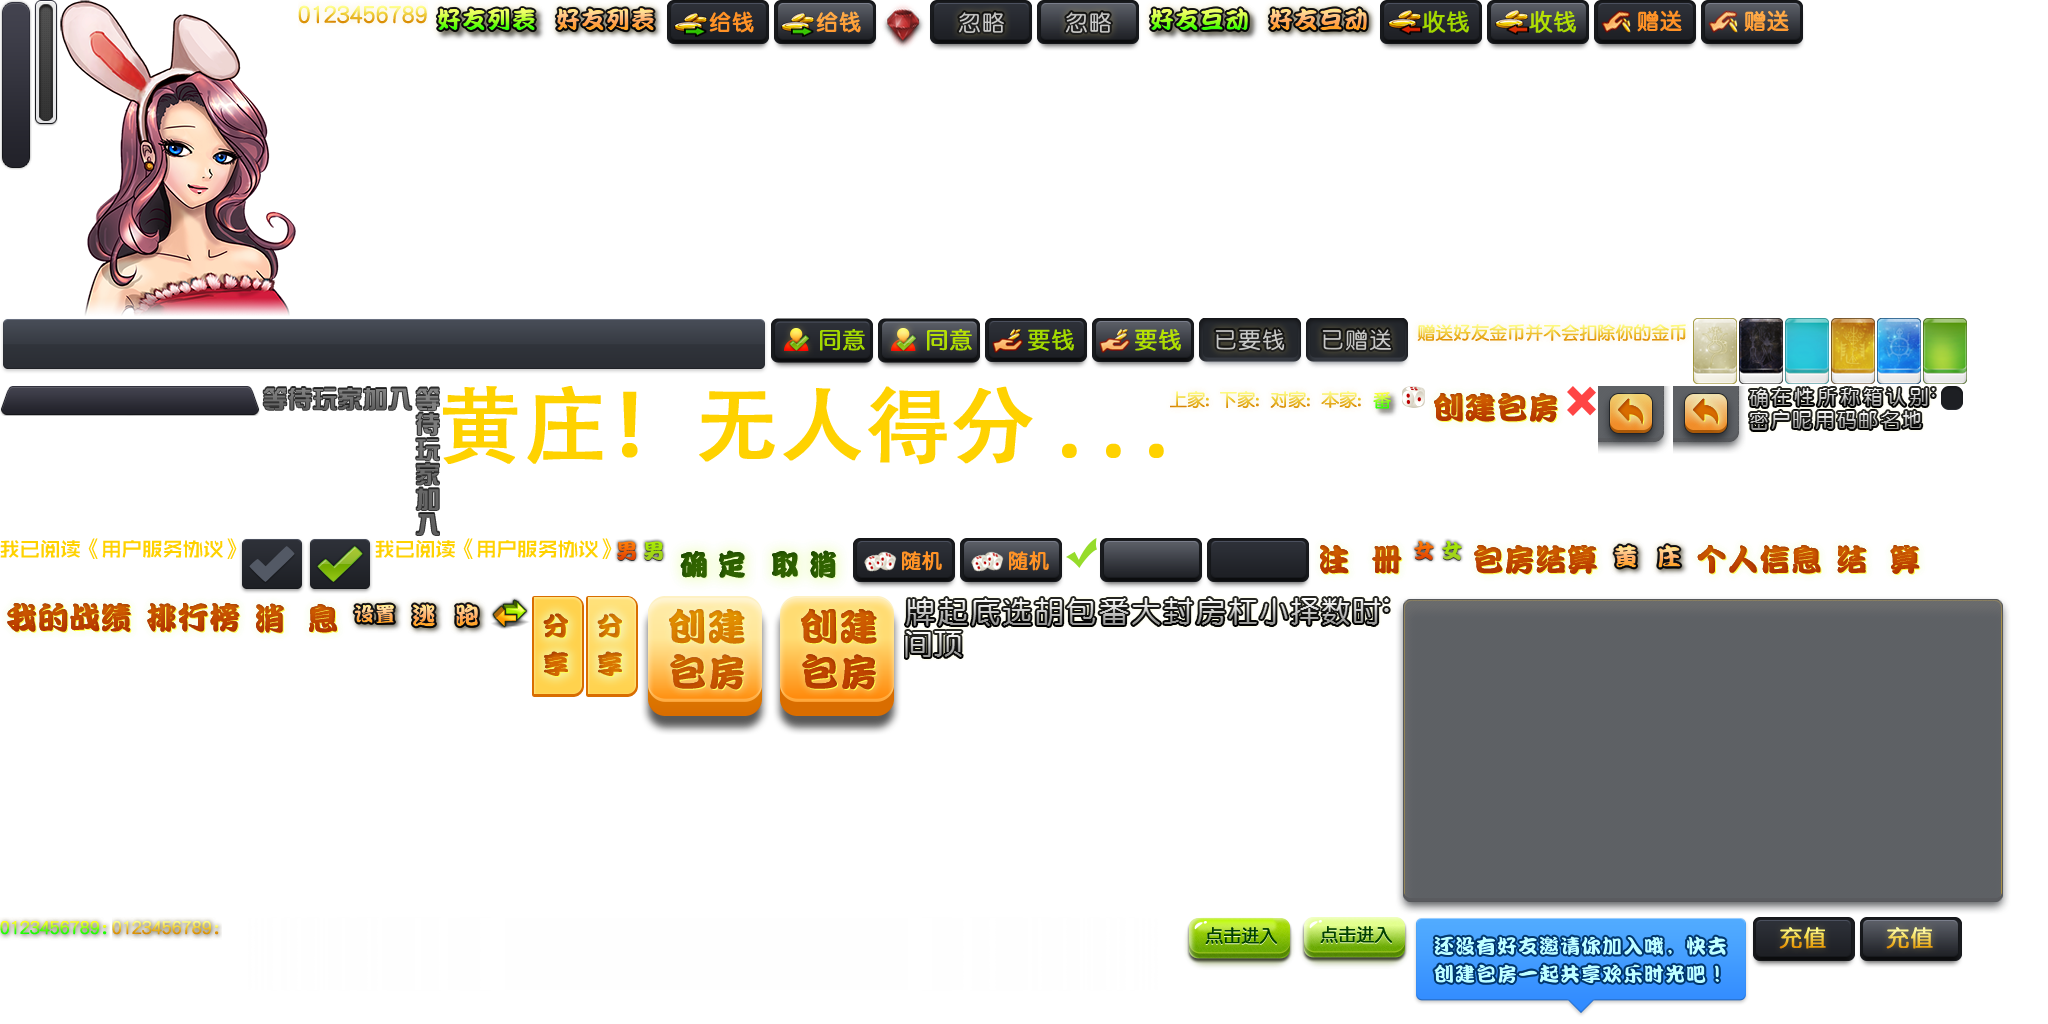 0123456789
好友列表
好友列表
给钱
给钱
忽略
忽略
好友互动
好友互动
收钱
收钱
赠送
赠送
同意
同意
要钱
要钱
已要钱
已赠送
赠送好友金币并不会扣除你的金币
等待玩家加入
等待玩家加入
黄庄！无人得分...
上家:
下家:
对家:
本家:
番
创建包房
确在性所称箱认别:
密户昵用码邮名地
我已阅读《用户服务协议》
我已阅读《用户服务协议》
男
男
确定
取消
随机
随机
注册
女
女
包房结算
黄庄
个人信息
结算
我的战绩
排行榜
消息
设置
逃跑
分享
分享
创建包房
创建包房
牌起底选胡包番大封房杠小择数时:
间顶
0123456789:
0123456789:
点击进入
点击进入
还没有好友邀请你加入哦，快去
创建包房一起共享欢乐时光吧！
充值
充值